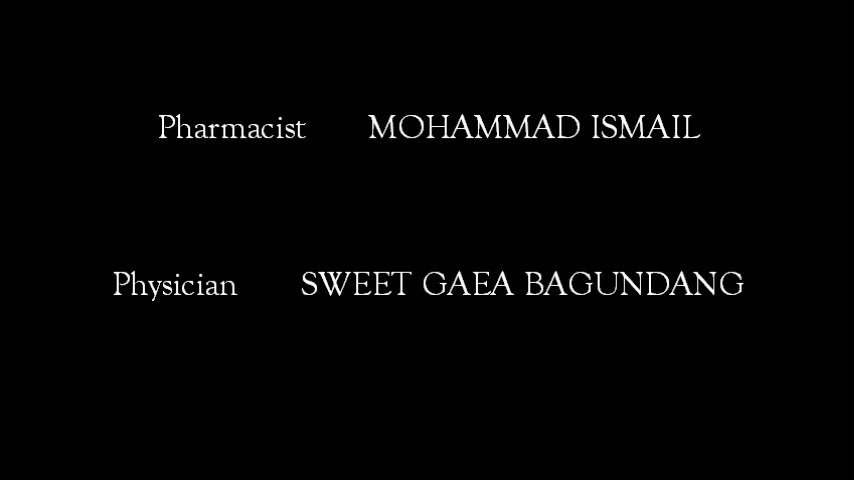 Pharmacist MOHAMMAD ISMAIL
Physician SWEET GAEA BAGUNDANG